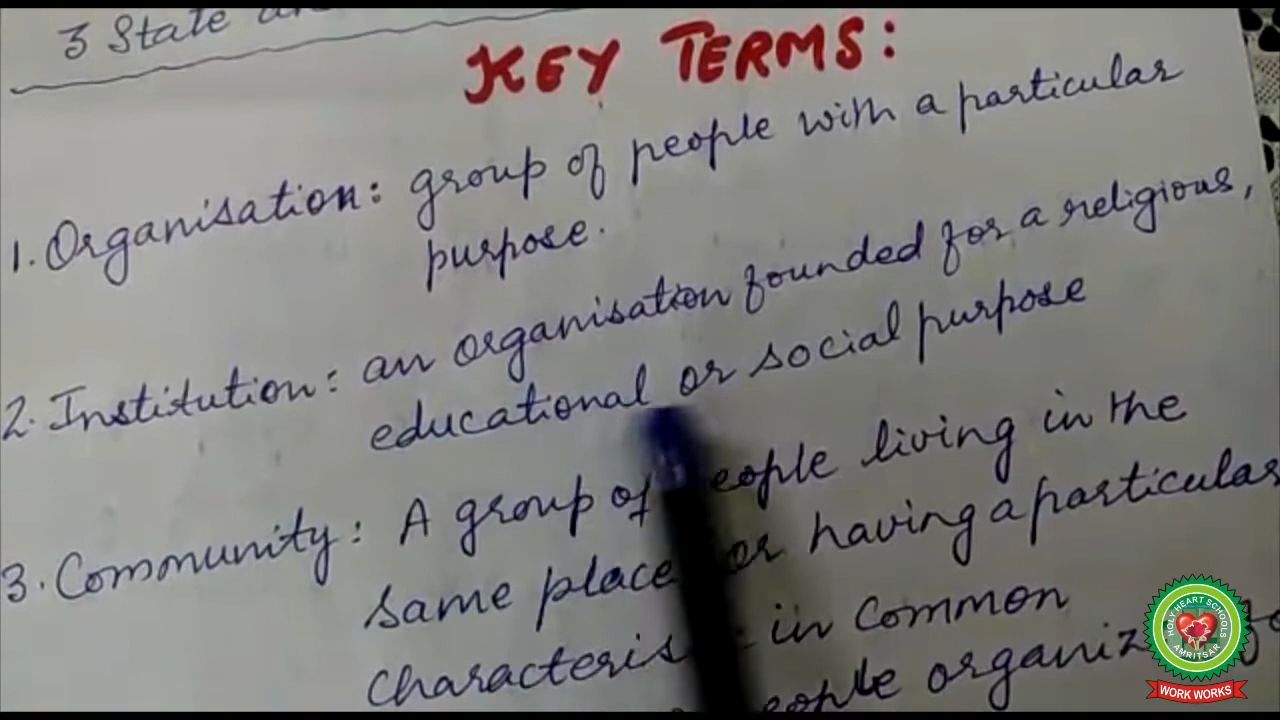 3 State
KEY TERMS:
1. Organisation: group of people with a particular
purpose.
2. Institution: an organisation founded for a religious,
educational or social purpose
3. Community: A group of people living in the
same place or having a particular
in common
people organiz
HOLY HEART SCHOOLS
AMRITSAR
WORK WORKS